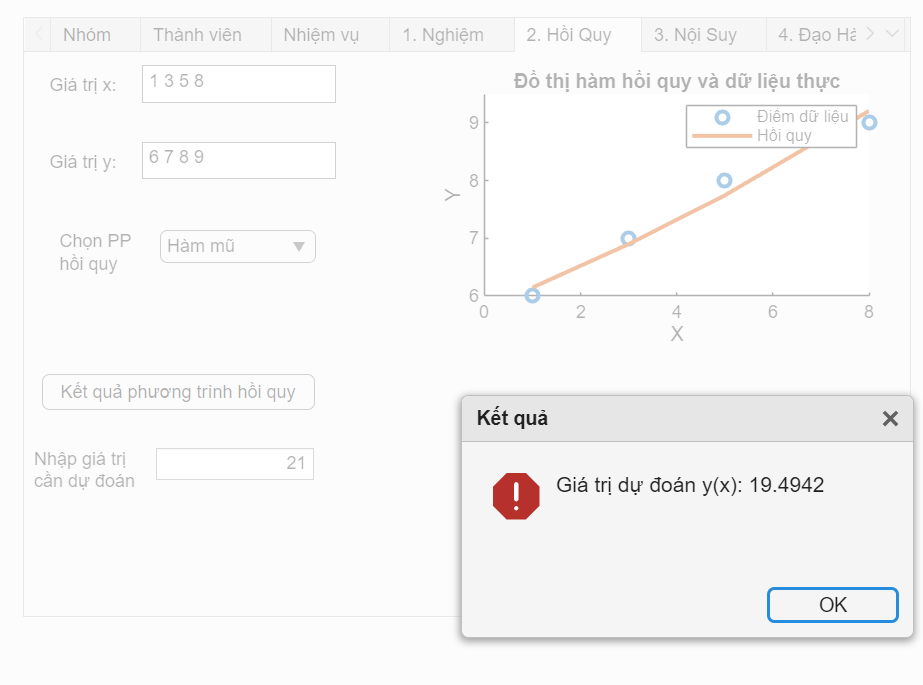 Nhóm
Thành viên
Nhiệm vụ
1. Nghiệm
2. Hồi Quy
3. Nội Suy
4. Đạo Hà
Giá trị x:
1 3 5 8
Giá trị y:
6 7 8 9
Chọn PP
hồi quy
Hàm mũ
Kết quả phương trình hồi quy
Nhập giá trị
cần dự đoán
21
Đồ thị hàm hồi quy và dữ liệu thực
Điểm dữ liệu
Hồi quy
9
8
7
6
Y
0 2 4 6 8
X
Kết quả
Giá trị dự đoán y(x): 19.4942
OK